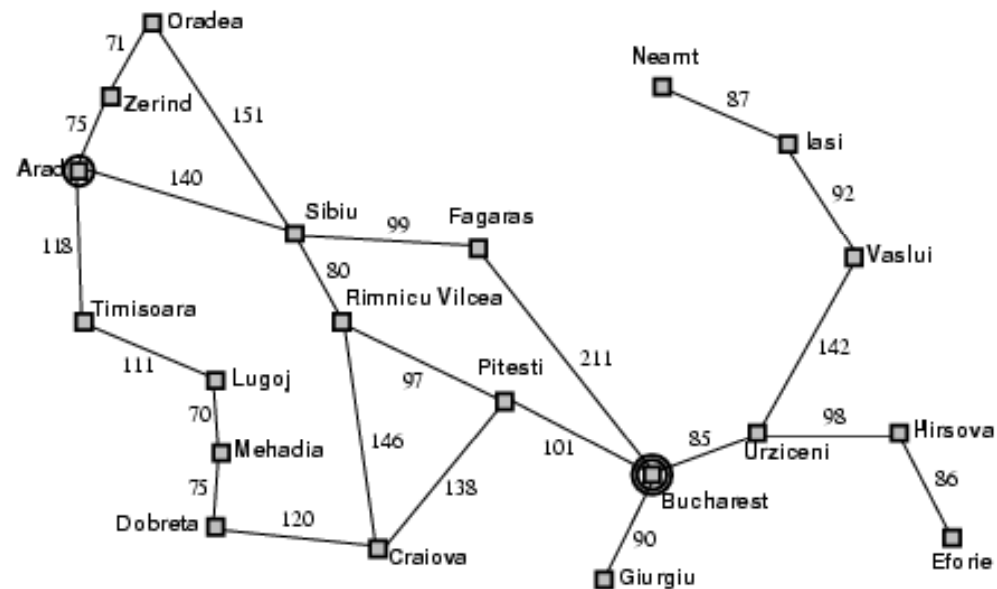 Oradea
71
Neamt
Zerind
87
151
75
Iasi
Arad
140
92
Sibiu
Fagaras
99
118
Vaslui
80
Timisoara
Rimnicu Vilcea
142
111
211
Pitesti
Lugoj
97
70
98
Hirsova
85
146
101
Urziceni
Mehadia
86
75
138
Bucharest
120
Dobreta
90
Craiova
Eforie
Giurgiu